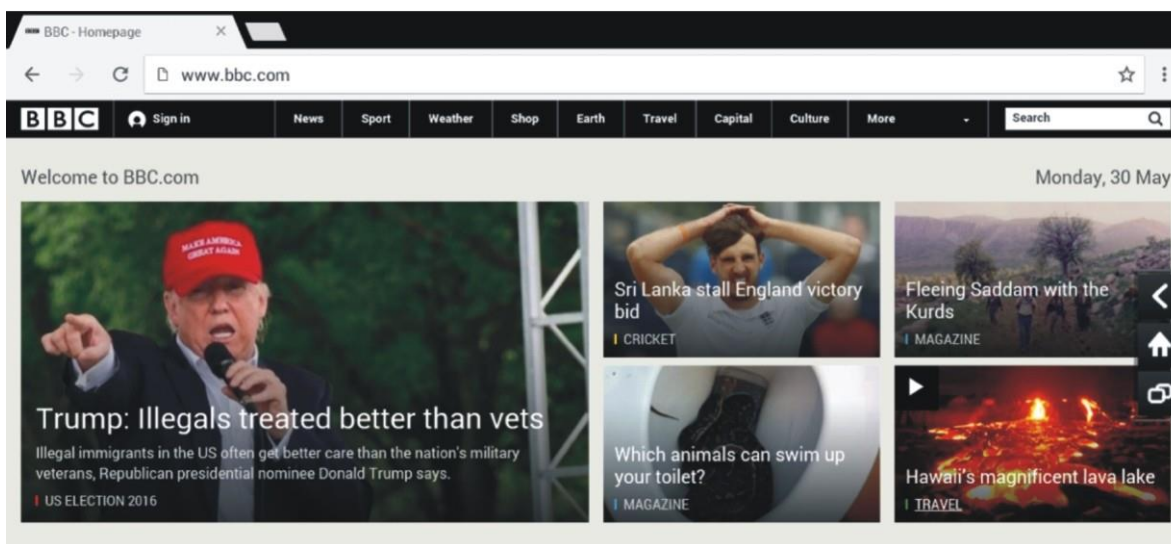 BBC - Homepage
www.bbc.com
BBC Sign in News Sport Weather Shop Earth Travel Capital Culture More Search
Welcome to BBC.com
Monday, 30 May
MAKE AMERICA
GREAT AGAIN
Trump: Illegals treated better than vets
Illegal immigrants in the US often get better care than the nation's military
veterans, Republican presidential nominee Donald Trump says.
US ELECTION 2016
Sri Lanka stall England victory
bid
CRICKET
Fleeing Saddam with the
Kurds
MAGAZINE
Which animals can swim up
your toilet?
MAGAZINE
Hawaii's magnificent lava lake
TRAVEL